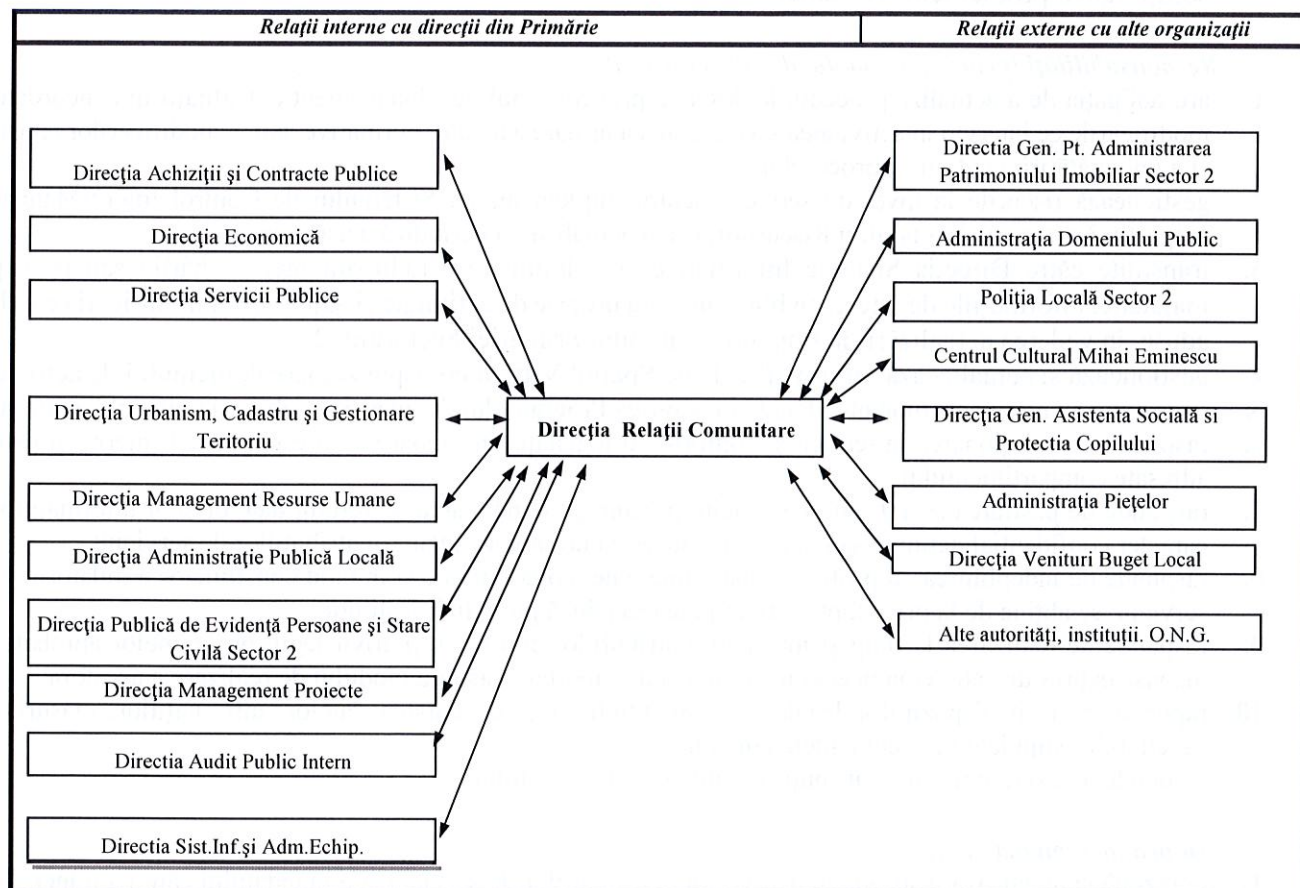 Relaţii interne cu direcţii din Primărie
Relaţii externe cu alte organizaţii
Direcţia Achiziţii şi Contracte Publice
Direcţia Economică
Direcţia Servicii Publice
Direcţia Urbanism, Cadastru şi Gestionare
Teritoriu
Direcţia Management Resurse Umane
Direcţia Administraţie Publică Locală
Direcţia Publică de Evidenţă Persoane şi Stare
Civilă Sector 2
Direcţia Management Proiecte
Directia Audit Public Intern
Directia Sist.Inf.şi Adm.Echip.
Direcţia Relaţii Comunitare
Directia Gen. Pt. Administrarea
Patrimoniului Imobiliar Sector 2
Administraţia Domeniului Public
Poliţia Locală Sector 2
Centrul Cultural Mihai Eminescu
Direcţia Gen. Asistenta Socială si
Protectia Copilului
Administraţia Pieţelor
Direcţia Venituri Buget Local
Alte autorităţi, instituţii. O.N.G.